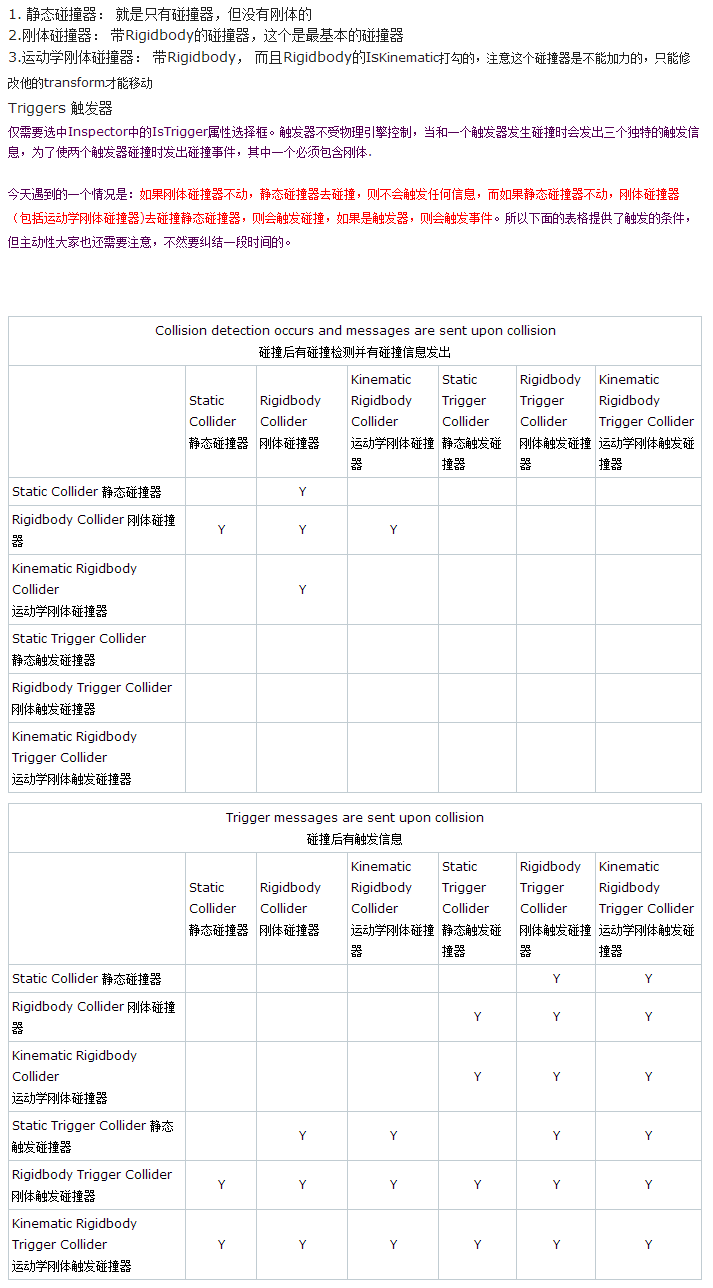 1. 静态碰撞器： 就是只有碰撞器，但没有刚体的
2.刚体碰撞器： 带Rigidbody的碰撞器，这个是最基本的碰撞器
3.运动学刚体碰撞器： 带Rigidbody， 而且Rigidbody的IsKinematic打勾的，注意这个碰撞器是不能加力的，只能修
改他的transform才能移动
Triggers 触发器
仅需要选中Inspector中的IsTrigger属性选择框。触发器不受物理引擎控制，当和一个触发器发生碰撞时会发出三个独特的触发信
息，为了使两个触发器碰撞时发出碰撞事件，其中一个必须包含刚体.
今天遇到的一个情况是：如果刚体碰撞器不动，静态碰撞器去碰撞，则不会触发任何信息，而如果静态碰撞器不动，刚体碰撞器
（包括运动学刚体碰撞器)去碰撞静态碰撞器，则会触发碰撞，如果是触发器，则会触发事件。所以下面的表格提供了触发的条件，
但主动性大家也还需要注意，不然要纠结一段时间的。
Collision detection occurs and messages are sent upon collision
碰撞后有碰撞检测并有碰撞信息发出
Static
Collider
静态碰撞器
Rigidbody
Collider
刚体碰撞器
Kinematic
Rigidbody
Collider
运动学刚体碰撞
器
Static
Trigger
Collider
静态触发碰
撞器
Rigidbody
Trigger
Collider
刚体触发碰
撞器
Kinematic
Rigidbody
Trigger Collider
运动学刚体触发碰
撞器
Static Collider 静态碰撞器
Y
Rigidbody Collider 刚体碰撞
器
Y Y Y
Kinematic Rigidbody
Collider
运动学刚体碰撞器
Y
Static Trigger Collider
静态触发碰撞器
Rigidbody Trigger Collider
刚体触发碰撞器
Kinematic Rigidbody
Trigger Collider
运动学刚体触发碰撞器
Trigger messages are sent upon collision
碰撞后有触发信息
Static
Collider
静态碰撞器
Rigidbody
Collider
刚体碰撞器
Kinematic
Rigidbody
Collider
运动学刚体碰撞
器
Static
Trigger
Collider
静态触发碰
撞器
Rigidbody
Trigger
Collider
刚体触发碰
撞器
Kinematic
Rigidbody
Trigger Collider
运动学刚体触发碰
撞器
Static Collider 静态碰撞器
Y Y
Rigidbody Collider 刚体碰撞
器
Y Y Y
Kinematic Rigidbody
Collider
运动学刚体碰撞器
Y Y Y
Static Trigger Collider 静态
触发碰撞器
Y Y Y Y
Rigidbody Trigger Collider
刚体触发碰撞器
Y Y Y Y Y Y
Kinematic Rigidbody
Trigger Collider
运动学刚体触发碰撞器
Y Y Y Y Y Y